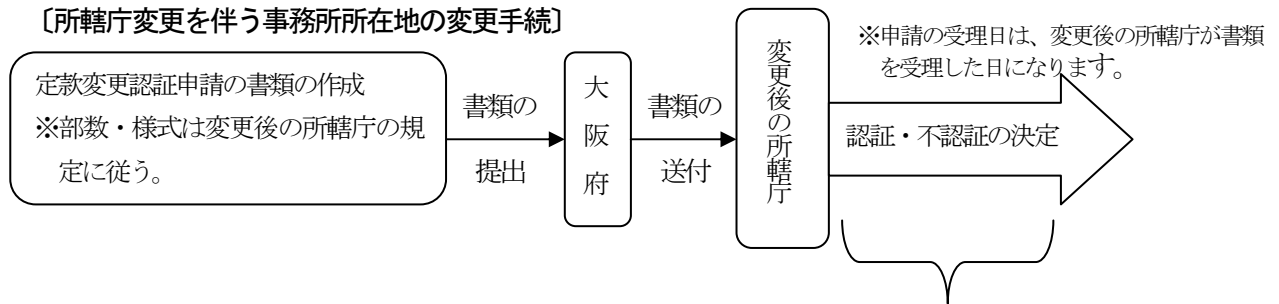 〔所轄庁変更を伴う事務所所在地の変更手続〕
定款変更認証申請の書類の作成
※部数・様式は変更後の所轄庁の規
定に従う。
書類の
提出
大阪府
書類の
送付
変更後の所轄庁
※申請の受理日は、変更後の所轄庁が書類
を受理した日になります。
認証・不認証の決定